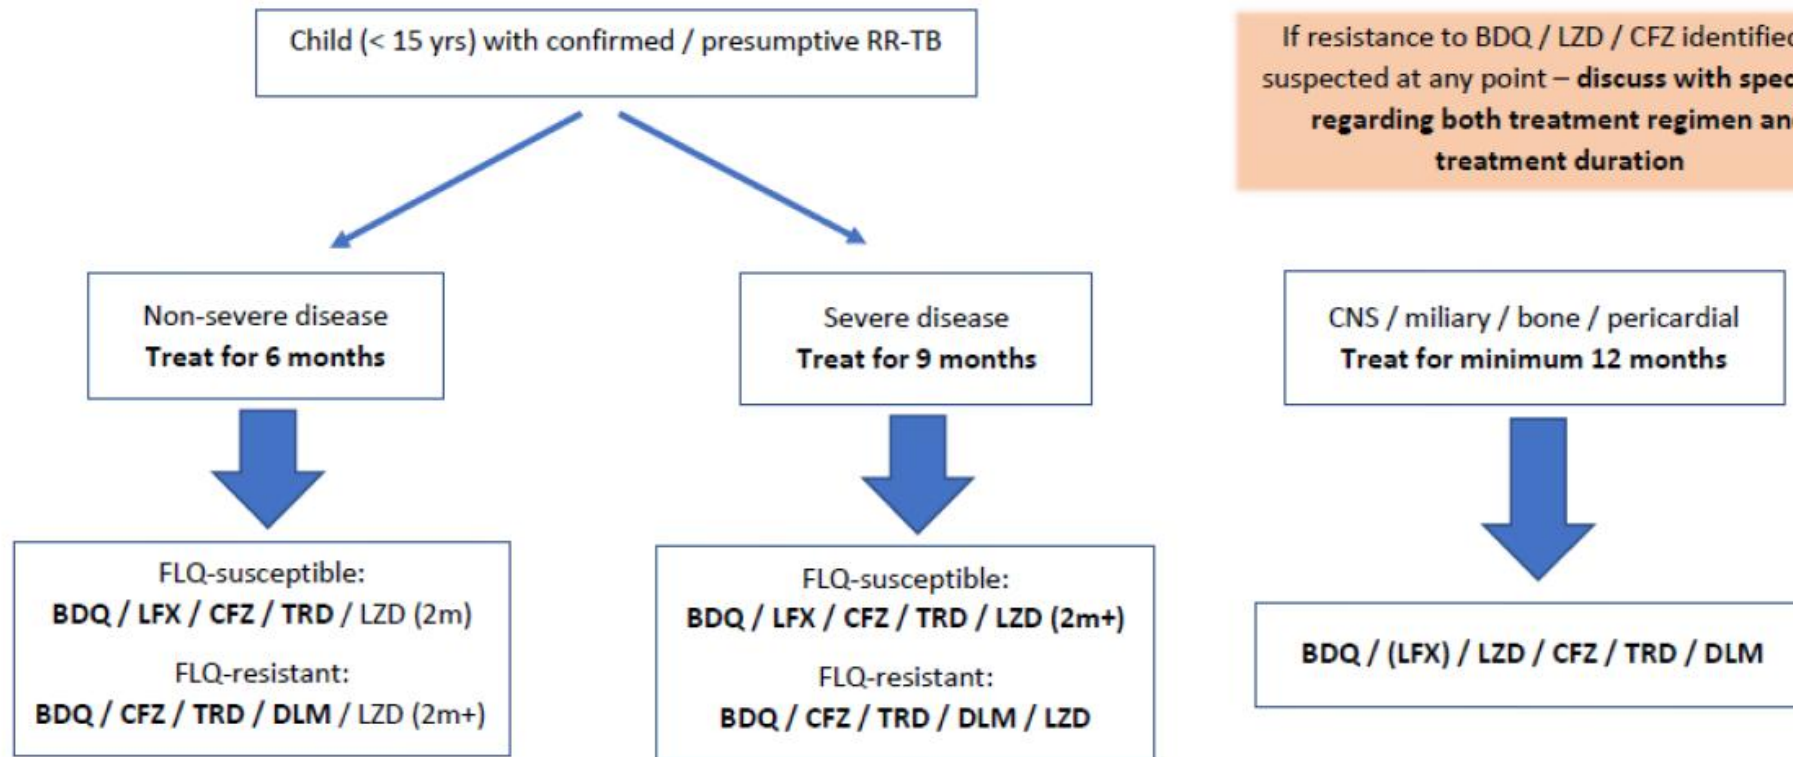 Child (< 15 yrs) with confirmed / presumptive RR-TB
If resistance to BDQ / LZD / CFZ identified
suspected at any point – discuss with
regarding both treatment regimen
treatment duration
Non-severe disease
Treat for 6 months
Severe disease
Treat for 9 months
CNS / miliary / bone / pericardial
Treat for minimum 12 months
FLQ-susceptible:
BDQ / LFX / CFZ / TRD / LZD (2m)
FLQ-resistant:
BDQ / CFZ / TRD / DLM / LZD (2m+)
FLQ-susceptible:
BDQ / LFX / CFZ / TRD / LZD (2m+)
FLQ-resistant:
BDQ / CFZ / TRD / DLM / LZD
BDQ / (LFX) / LZD / CFZ / TRD / DLM